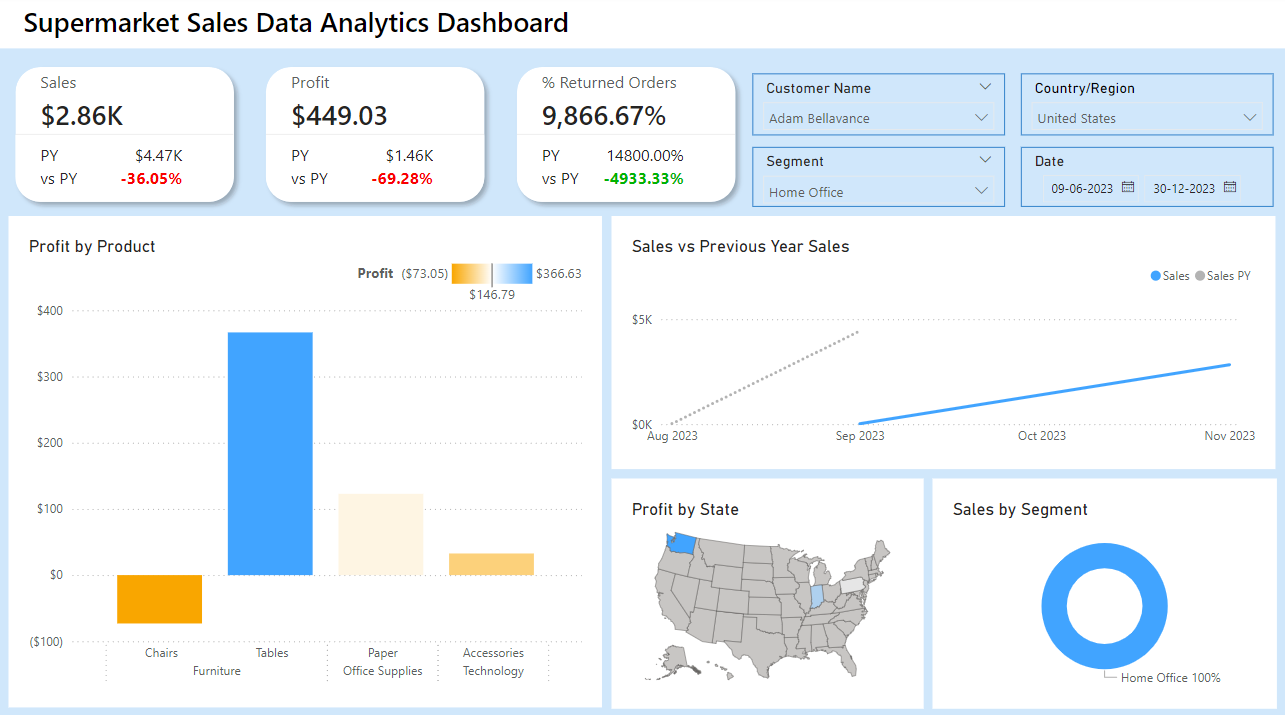 Supermarket Sales Data Analytics Dashboard
Sales
$2.86K
PY $4.47K
vs PY -36.05%
Profit
$449.03
PY $1.46K
vs PY -69.28%
% Returned Orders
9,866.67%
PY 14800.00%
vs PY -4933.33%
Customer Name
Adam Bellavance
Country/Region
United States
Segment
Home Office
Date
09-06-2023 30-12-2023
Profit by Product
Profit ($73.05) $366.63
$146.79
$400
$300
$200
$100
$0
($100)
Chairs Tables Paper Accessories
Furniture Office Supplies Technology
Sales vs Previous Year Sales
Sales Sales PY
$5K
$0K
Aug 2023 Sep 2023 Oct 2023 Nov 2023
Profit by State
Sales by Segment
Home Office 100%